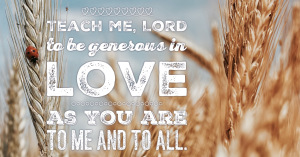 TEACH ME, LORD
to be generous in
LOVE
AS YOU ARE
TO ME AND TO ALL.